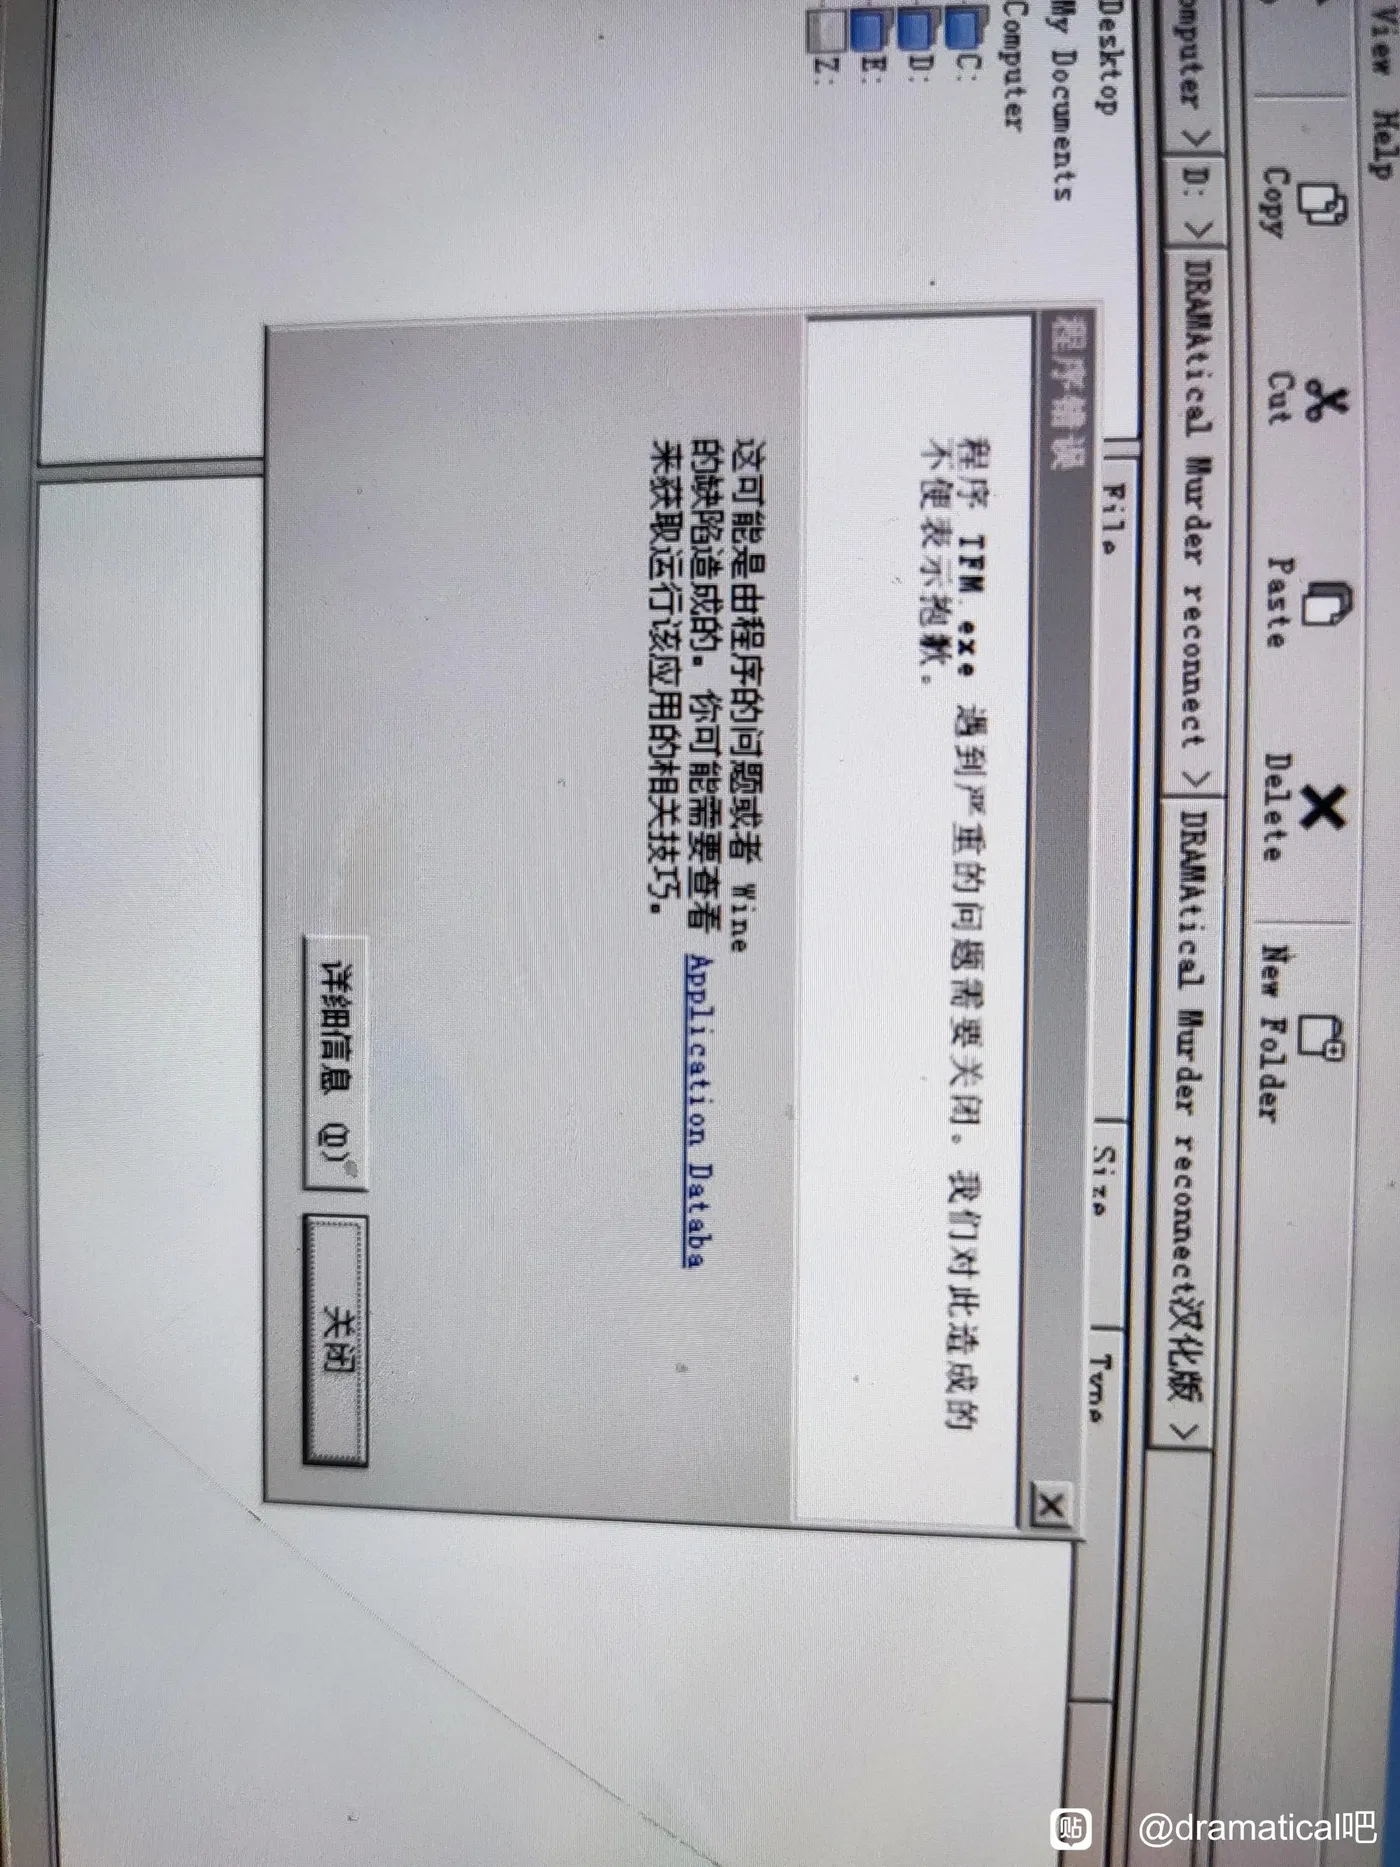 View Help
Copy Cut Paste Delete New Folder
omputer > D: > DRAMAtical Murder reconnect > DRAMAtical Murder reconnect汉化版 >
Desktop
My Documents
Computer
C:
D:
E:
Z:
File Size Type
程序错误
程序 TFM.exe 遇到严重的问题需要关闭。我们对此造成的
不便表示抱歉。
这可能是由程序的问题或者 Wine
的缺陷造成的。你可能需要查看 Application Databa
来获取运行该应用的相关技巧。
详细信息 (D)
关闭
贴 @dramatical吧